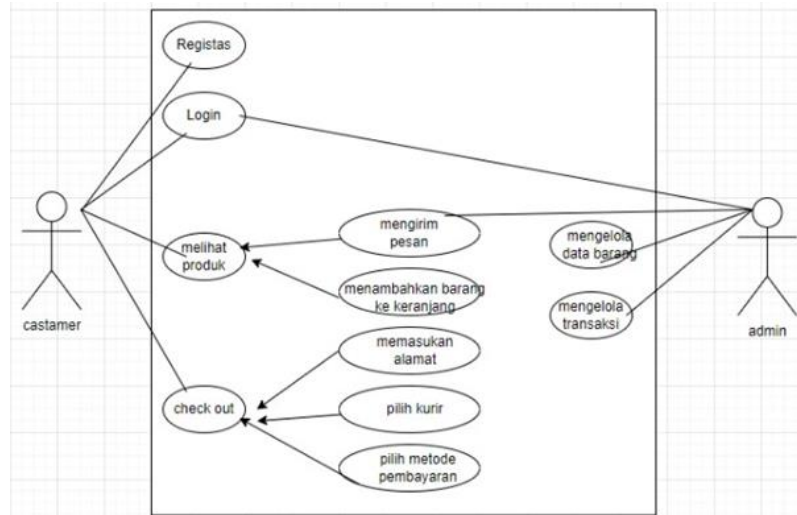 Registas
Login
mengirim
pesan
melihat
produk
mengelola
data barang
menambahkan barang
ke keranjang
mengelola
transaksi
castamer
admin
memasukan
alamat
check out
pilih kurir
pilih metode
pembayaran